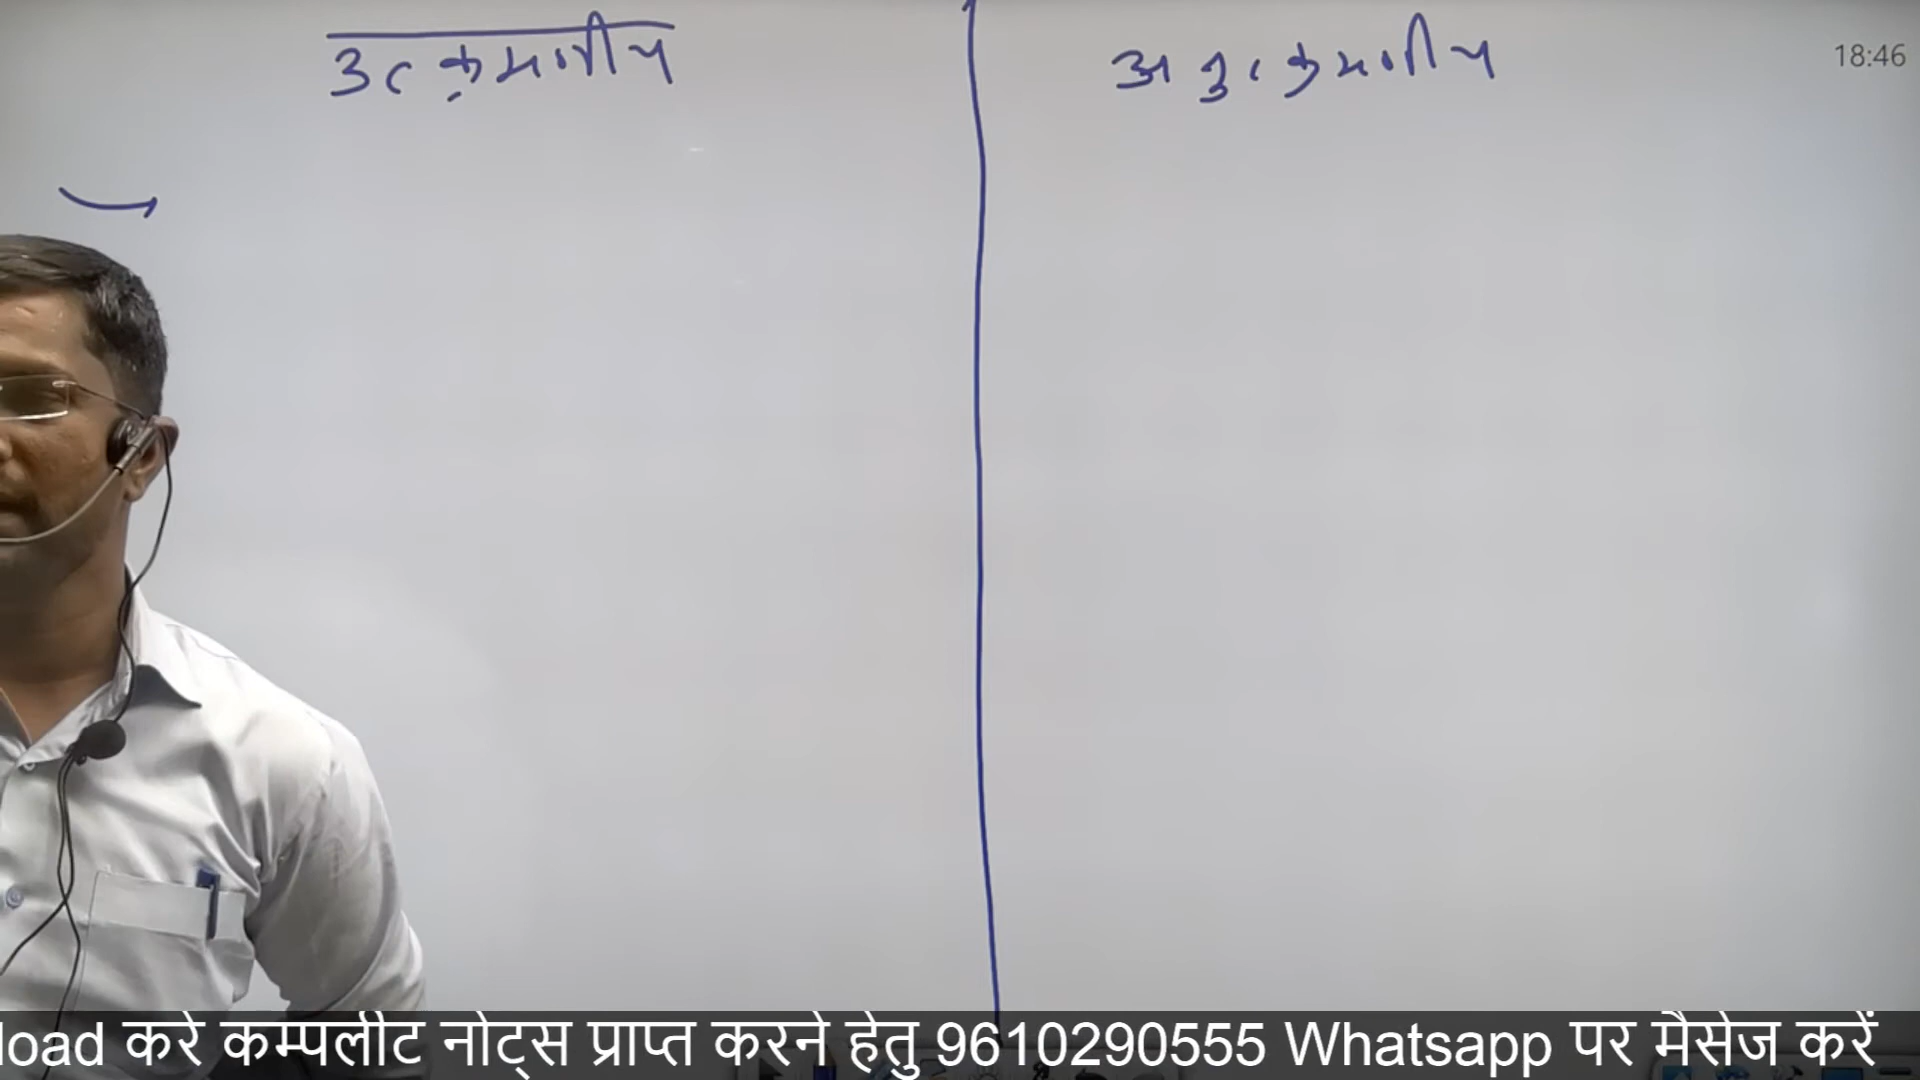 उत्क्रमणीय
अनुत्क्रमणीय
18:46
load करे कम्पलीट नोट्स प्राप्त करने हेतु 9610290555 Whatsapp पर मैसेज करें